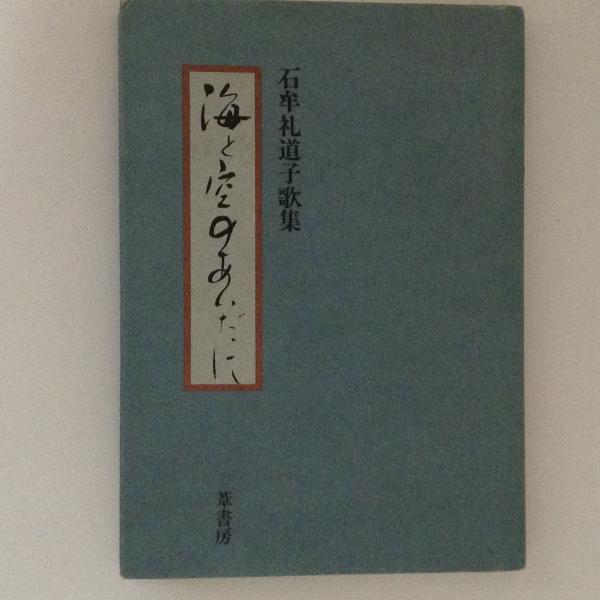 石牟礼道子歌集
海と空のあいだに
葦書房